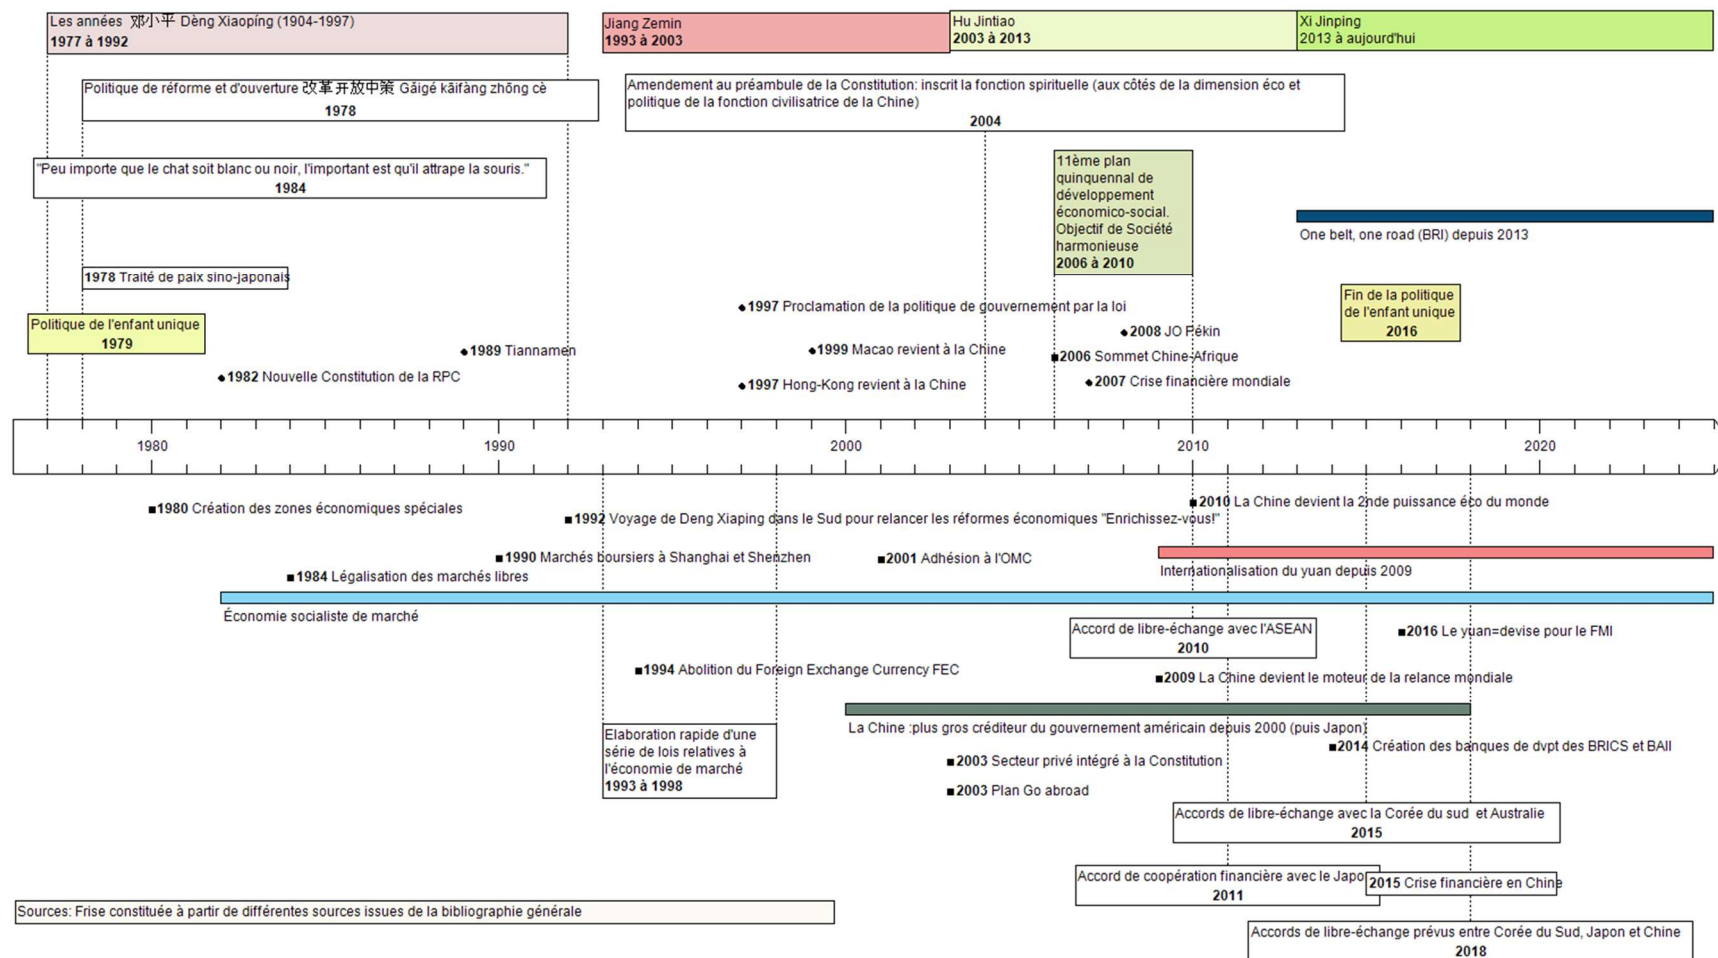 Les années 邓小平 Dèng Xiaopíng (1904-1997)
1977 à 1992
Jiang Zemin
1993 à 2003
Hu Jintiao
2003 à 2013
Xi Jinping
2013 à aujourd'hui
Politique de réforme et d'ouverture 改革开放中策 Gǎigé kāifàng zhōng cè
1978
Amendement au préambule de la Constitution: inscrit la fonction spirituelle (aux côtés de la dimension éco et
politique de la fonction civilisatrice de la Chine)
2004
"Peu importe que le chat soit blanc ou noir, l'important est qu'il attrape la souris."
1984
11ème plan
quinquennal de
développement
économico-social.
Objectif de Société
harmonieuse
2006 à 2010
One belt, one road (BRI) depuis 2013
1978 Traité de paix sino-japonais
Politique de l'enfant unique
1979
Fin de la politique
de l'enfant unique
2016
1997 Proclamation de la politique de gouvernement par la loi
2008 JO Pékin
1989 Tiannamen
1999 Macao revient à la Chine
2006 Sommet Chine-Afrique
1982 Nouvelle Constitution de la RPC
1997 Hong-Kong revient à la Chine
2007 Crise financière mondiale
1980
1990
2000
2010
2020
1980 Création des zones économiques spéciales
2010 La Chine devient la 2nde puissance éco du monde
1992 Voyage de Deng Xiaping dans le Sud pour relancer les réformes économiques "Enrichissez-vous!"
1990 Marchés boursiers à Shanghai et Shenzhen
2001 Adhésion à l'OMC
1984 Légalisation des marchés libres
Internationalisation du yuan depuis 2009
Économie socialiste de marché
Accord de libre-échange avec l'ASEAN
2010
2016 Le yuan=devise pour le FMI
1994 Abolition du Foreign Exchange Currency FEC
2009 La Chine devient le moteur de la relance mondiale
La Chine :plus gros créditeur du gouvernement américain depuis 2000 (puis Japon)
Elaboration rapide d'une
série de lois relatives à
l'économie de marché
1993 à 1998
2014 Création des banques de dvpt des BRICS et BAII
2003 Secteur privé intégré à la Constitution
2003 Plan Go abroad
Accords de libre-échange avec la Corée du sud et Australie
2015
Accord de coopération financière avec le Japo
2011
2015 Crise financière en Chine
Sources: Frise constituée à partir de différentes sources issues de la bibliographie générale
Accords de libre-échange prévus entre Corée du Sud, Japon et Chine
2018